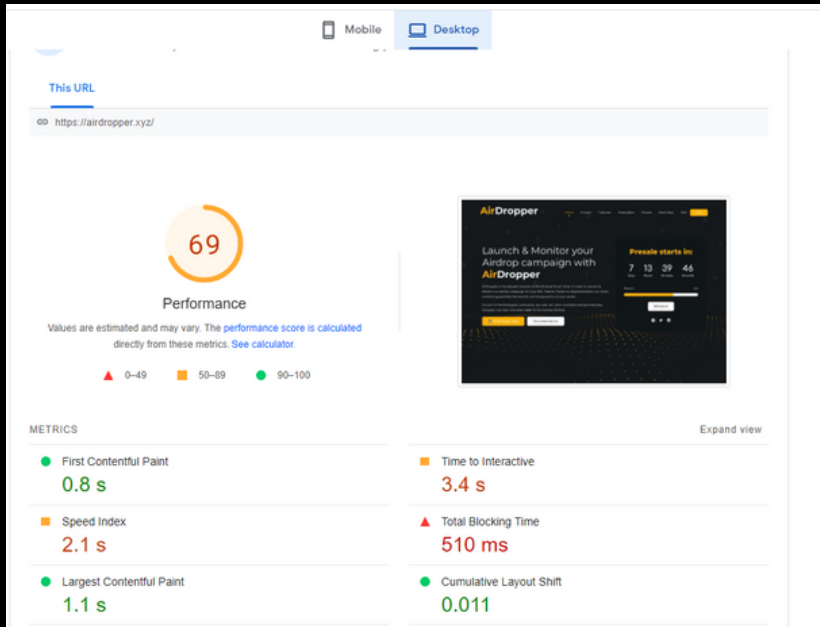 Mobile
Desktop
This URL
https://airdropper.xyz/
69
Performance
Values are estimated and may vary. The performance score is calculated
directly from these metrics. See calculator.
0–49
50–89
90–100
AirDropper
Launch & Monitor your
Airdrop campaign with
AirDropper
Presale starts in:
7 13 39 46
METRICS
Expand view
First Contentful Paint
0.8 s
Time to Interactive
3.4 s
Speed Index
2.1 s
Total Blocking Time
510 ms
Largest Contentful Paint
1.1 s
Cumulative Layout Shift
0.011